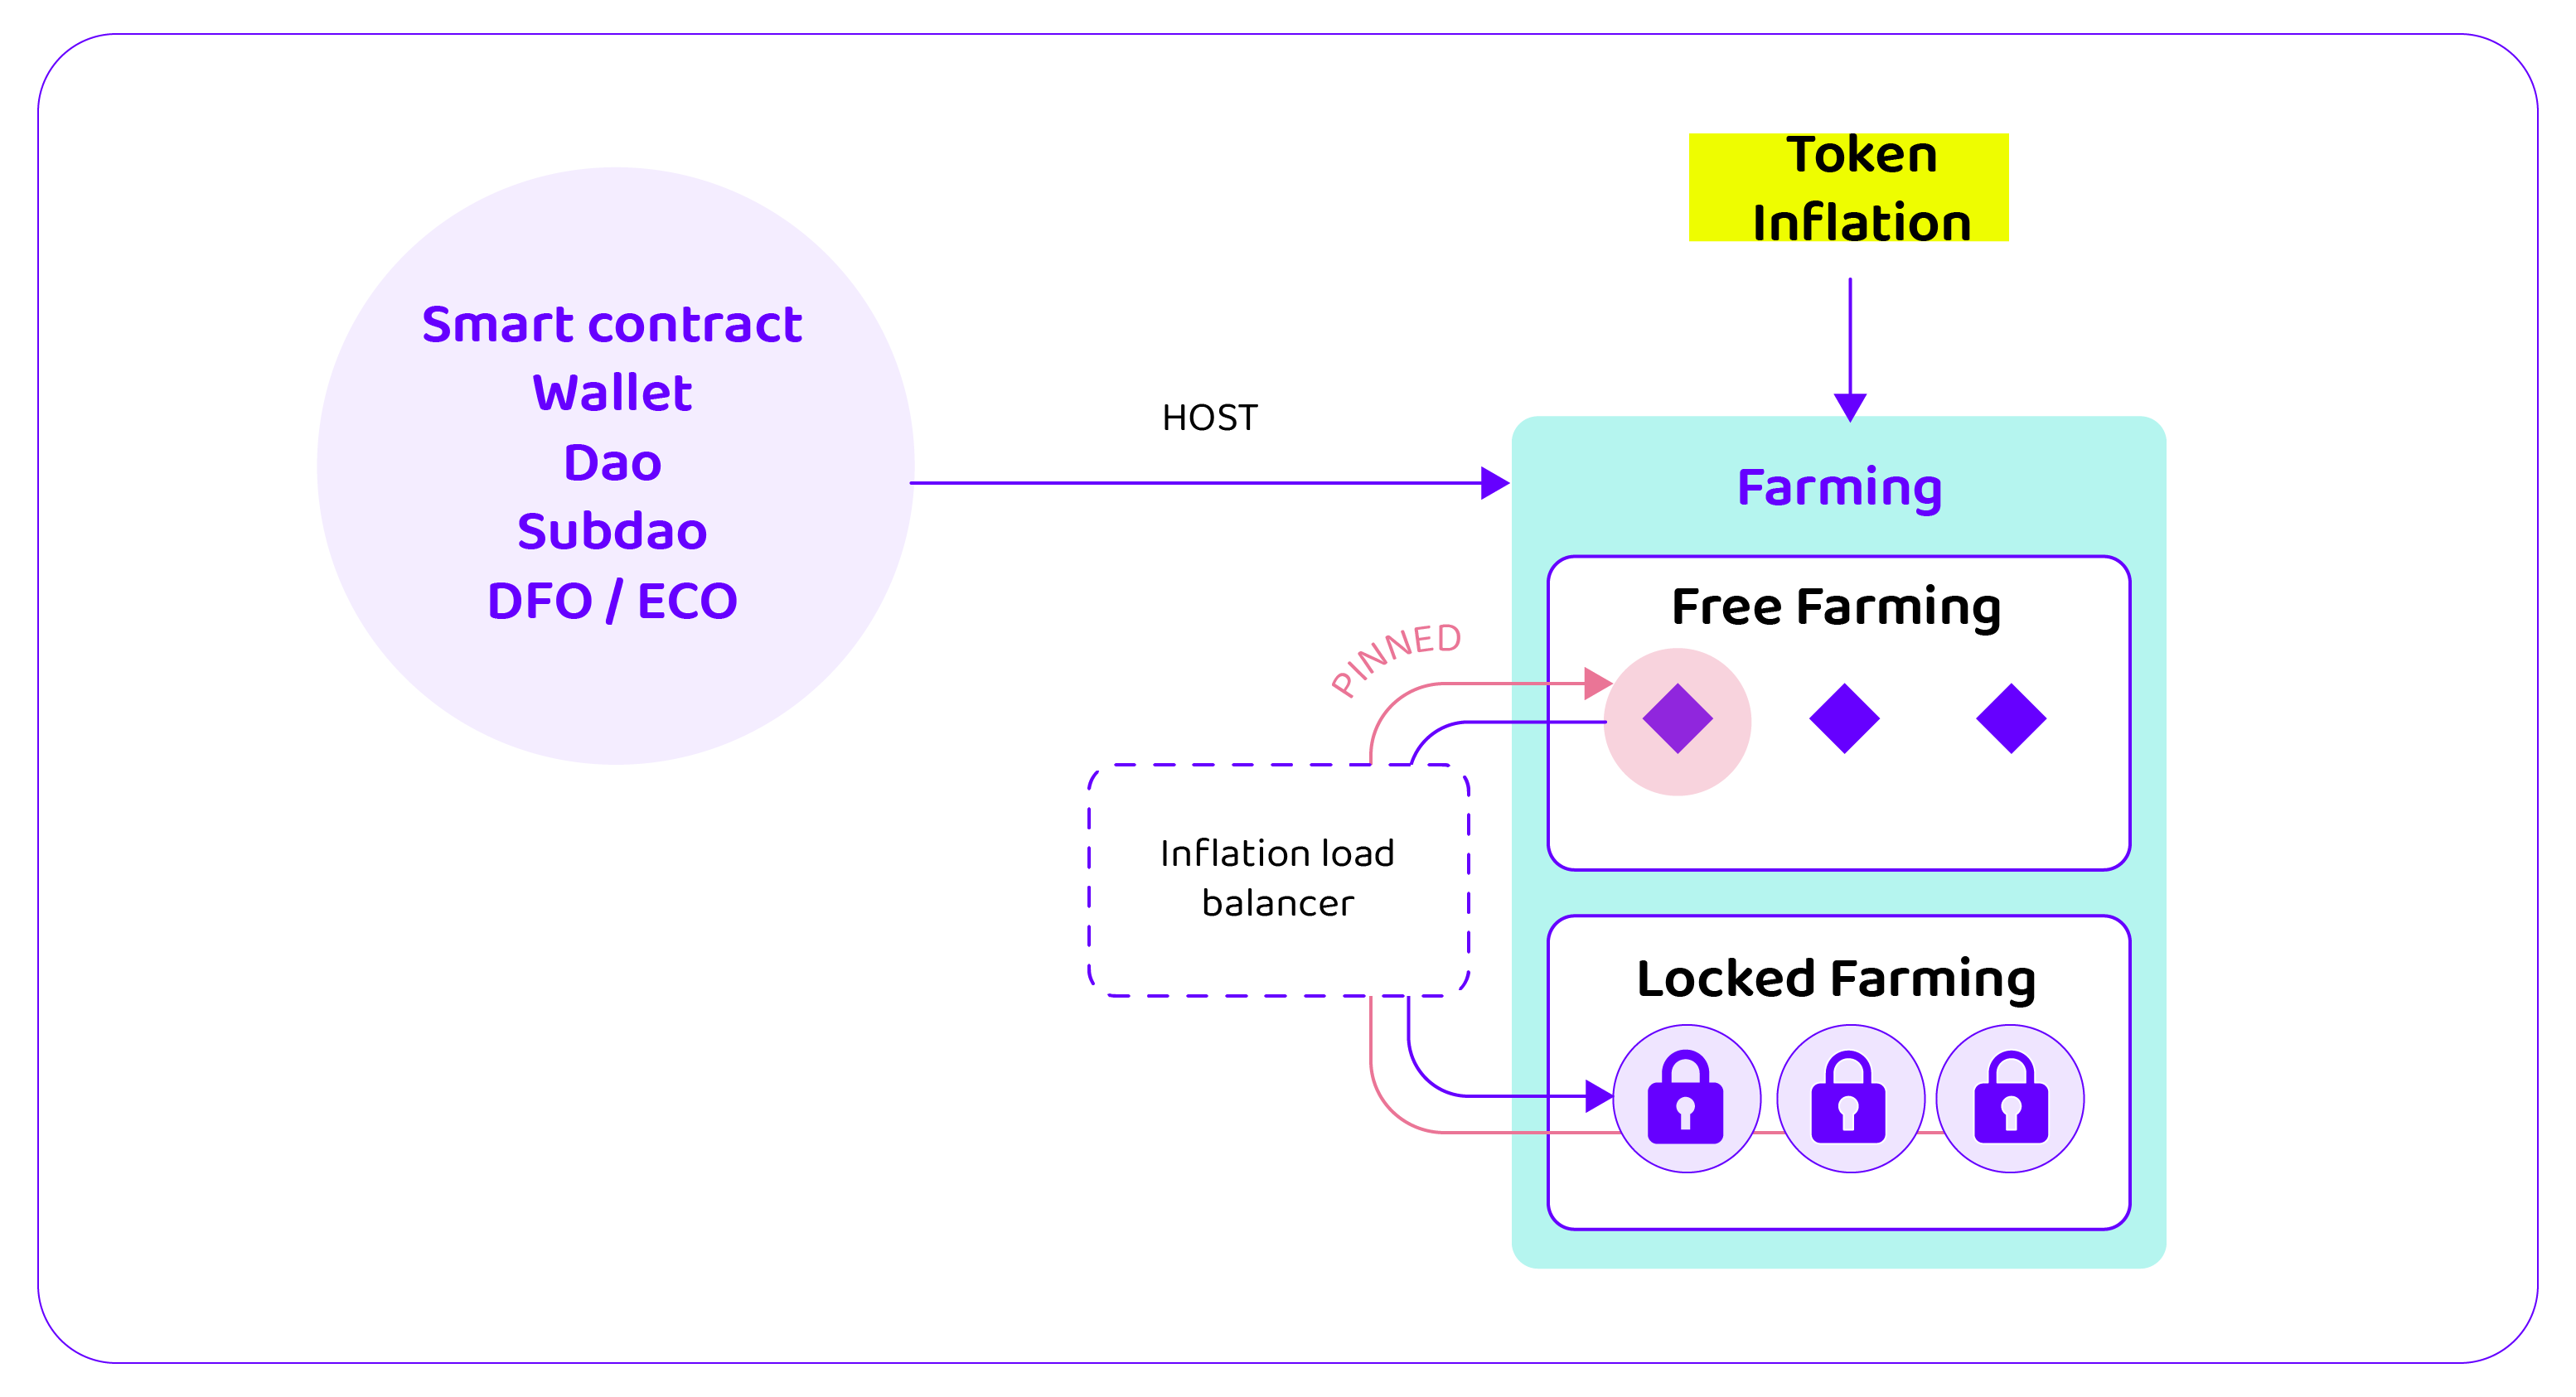 Token
Inflation
Smart contract
Wallet
Dao
Subdao
DFO / ECO
HOST
Farming
Free Farming
PINNED
Inflation load
balancer
Locked Farming